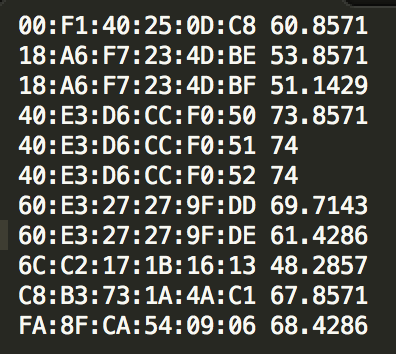 00:F1:40:25:0D:C8 60.8571
18:A6:F7:23:4D:BE 53.8571
18:A6:F7:23:4D:BF 51.1429
40:E3:D6:CC:F0:50 73.8571
40:E3:D6:CC:F0:51 74
40:E3:D6:CC:F0:52 74
60:E3:27:27:9F:DD 69.7143
60:E3:27:27:9F:DE 61.4286
6C:C2:17:1B:16:13 48.2857
C8:B3:73:1A:4A:C1 67.8571
FA:8F:CA:54:09:06 68.4286